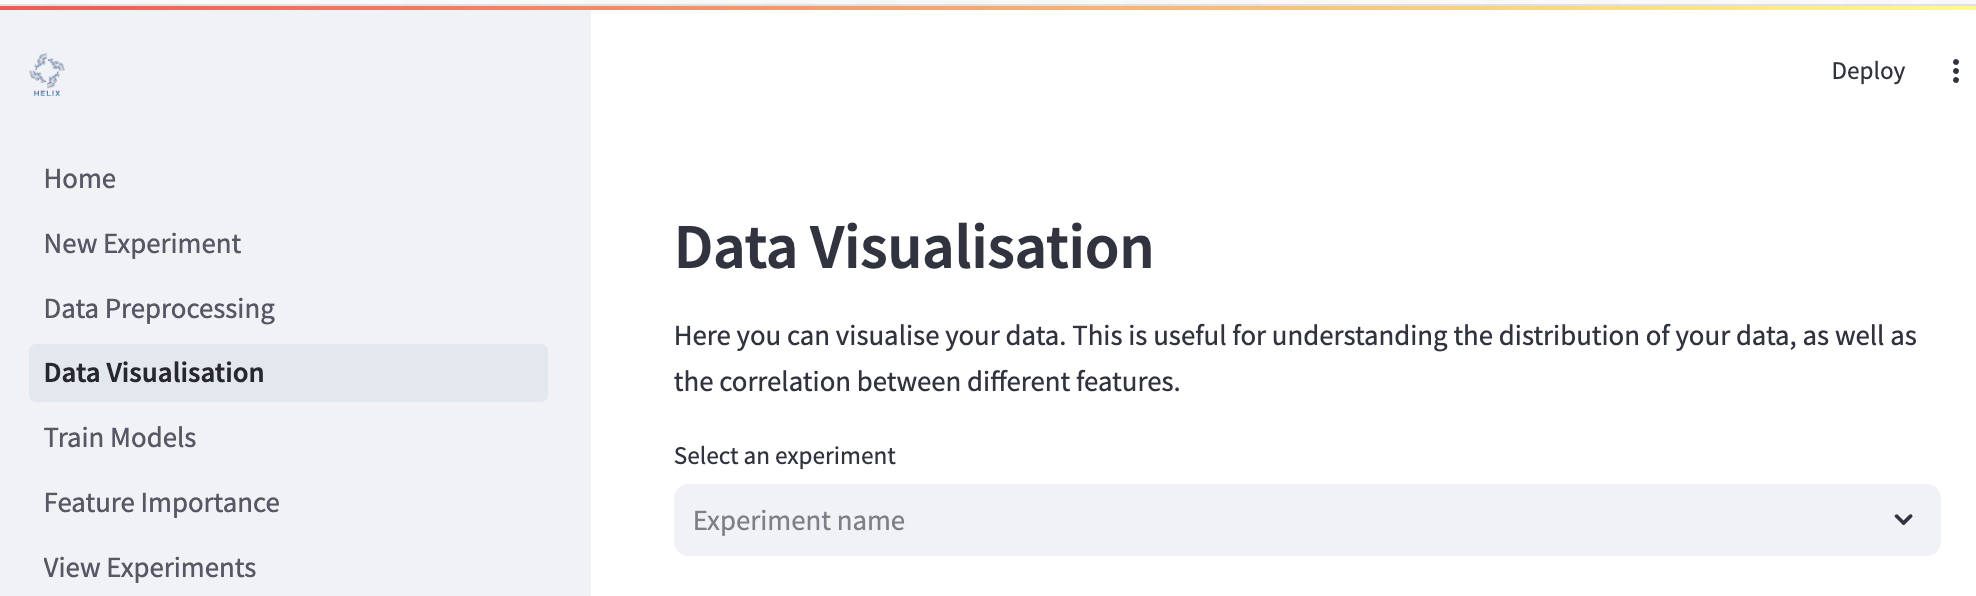 HELIX
Deploy
Home
New Experiment
Data Preprocessing
Data Visualisation
Train Models
Feature Importance
View Experiments
Data Visualisation
Here you can visualise your data. This is useful for understanding the distribution of your data, as well as
the correlation between different features.
Select an experiment
Experiment name